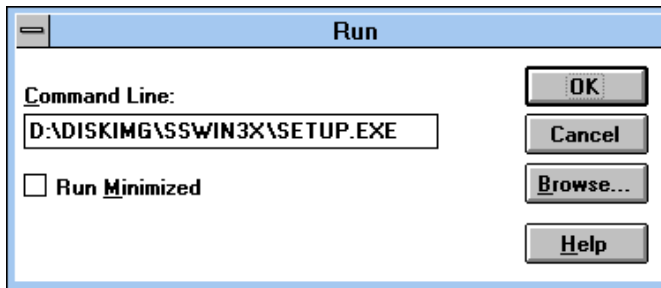 Run
Command Line:
D:\DISKIMG\SSWIN3X\SETUP.EXE
Run Minimized
OK
Cancel
Browse...
Help